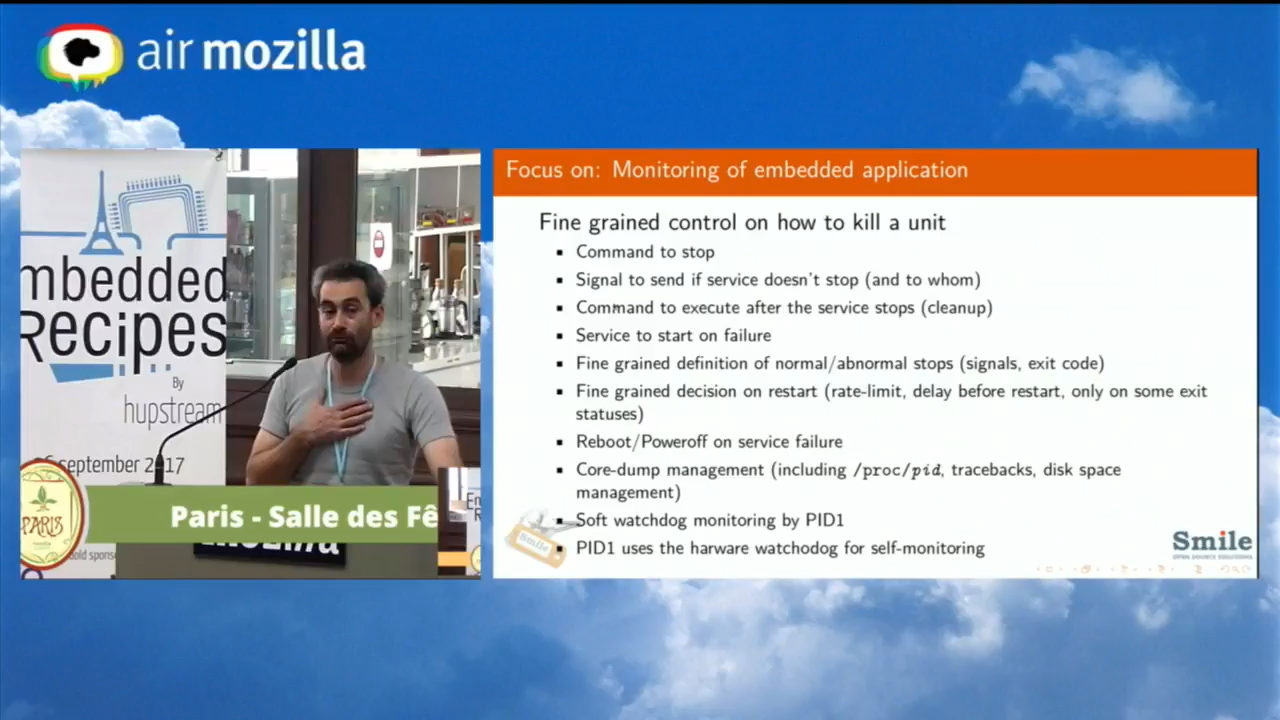 air mozilla
mbedded
Recipes
By
hupstream
september 2017
PARIS
Paris - Salle des Fê
Focus on: Monitoring of embedded application
Fine grained control on how to kill a unit
Command to stop
Signal to send if service doesn't stop (and to whom)
Command to execute after the service stops (cleanup)
Service to start on failure
Fine grained definition of normal/abnormal stops (signals, exit code)
Fine grained decision on restart (rate-limit, delay before restart, only on some exit
statuses)
Reboot/Poweroff on service failure
Core-dump management (including /proc/pid, tracebacks, disk space
management)
Soft watchdog monitoring by PID1
PID1 uses the harware watchodog for self-monitoring
Smile
Smile
OPEN SOURCE SOLUTIONS